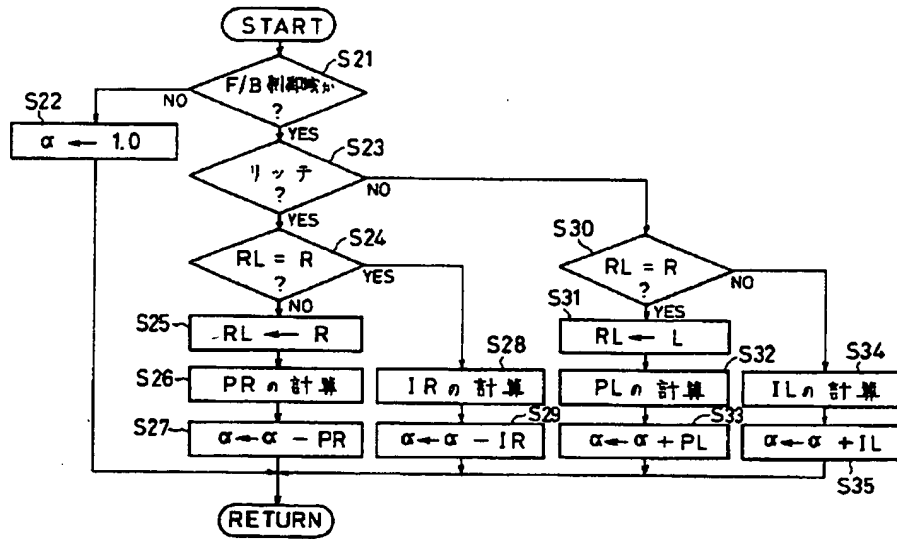 START
S21
F/B 制御域か
?
NO
YES
S22
α ← 1.0
S23
リッチ
?
NO
YES
S24
RL = R
?
YES
NO
S30
RL = R
?
NO
YES
S25
RL ← R
S31
RL ← L
S26
PRの計算
S28
IRの計算
S32
PLの計算
S34
ILの計算
S27
α ← α - PR
S29
α ← α - IR
S33
α ← α + PL
α ← α + IL
S35
RETURN